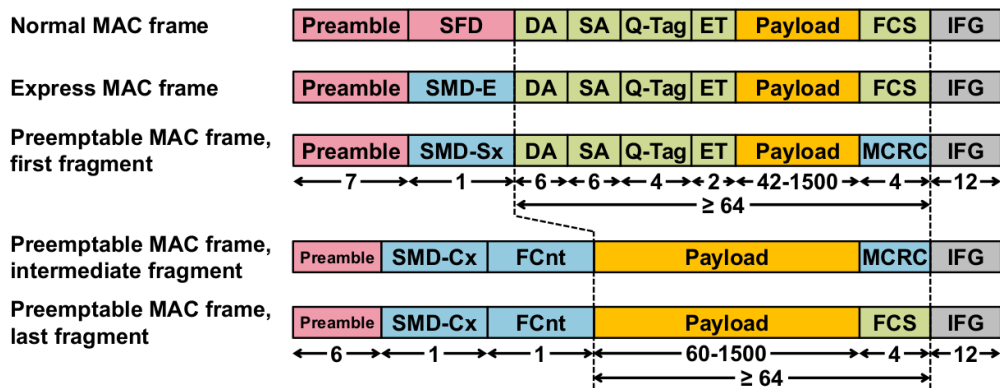 Normal MAC frame
Preamble SFD DA SA Q-Tag ET Payload FCS IFG
Express MAC frame
Preamble SMD-E DA SA Q-Tag ET Payload FCS IFG
Preemptable MAC frame,
first fragment
Preamble SMD-Sx DA SA Q-Tag ET Payload MCRC IFG
7 1 6 6 4 2 42-1500 4 12
≥ 64
Preemptable MAC frame,
intermediate fragment
Preamble SMD-Cx FCnt Payload MCRC IFG
Preemptable MAC frame,
last fragment
Preamble SMD-Cx FCnt Payload FCS IFG
6 1 1 60-1500 4 12
≥ 64